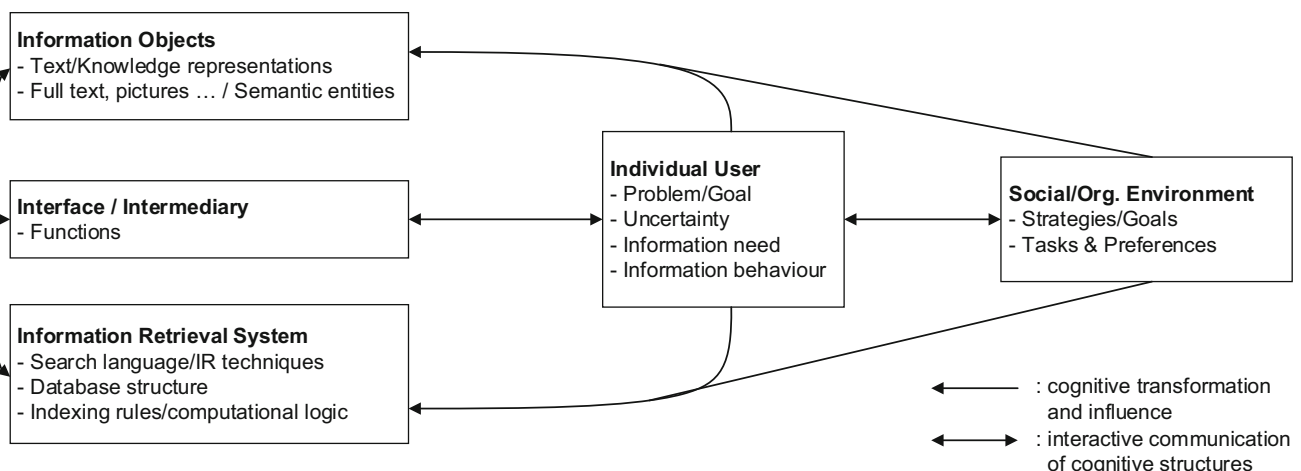 Information Objects
- Text/Knowledge representations
- Full text, pictures … / Semantic entities
Interface / Intermediary
- Functions
Information Retrieval System
- Search language/IR techniques
- Database structure
- Indexing rules/computational logic
Individual User
- Problem/Goal
- Uncertainty
- Information need
- Information behaviour
Social/Org. Environment
- Strategies/Goals
- Tasks & Preferences
: cognitive transformation
and influence
: interactive communication
of cognitive structures